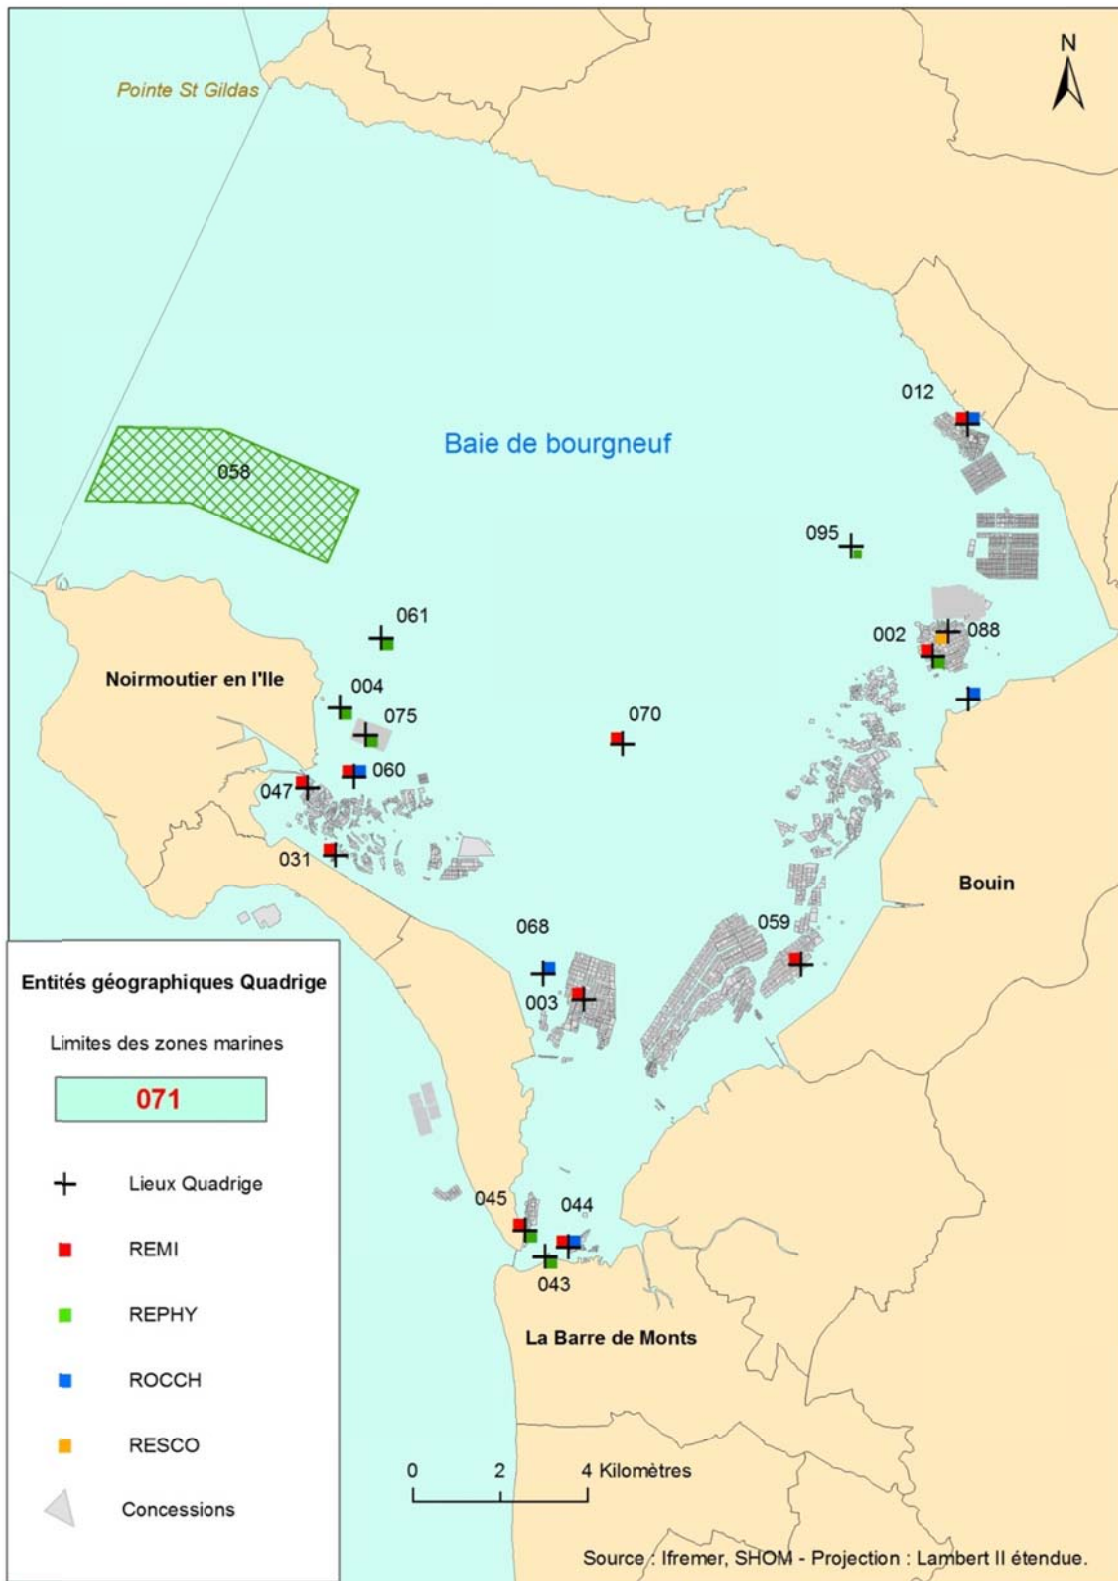 N
Pointe St Gildas
012
Baie de bourgneuf
058
095
061
002
088
Noirmoutier en l'Ile
004
075
070
060
047
031
Bouin
059
068
003
Entités géographiques Quadrige
Limites des zones marines
071
Lieux Quadrige
REMI
REPHY
ROCCH
RESCO
Concessions
045
044
043
La Barre de Monts
0 2 4 Kilomètres
Source : Ifremer, SHOM - Projection : Lambert II étendue.